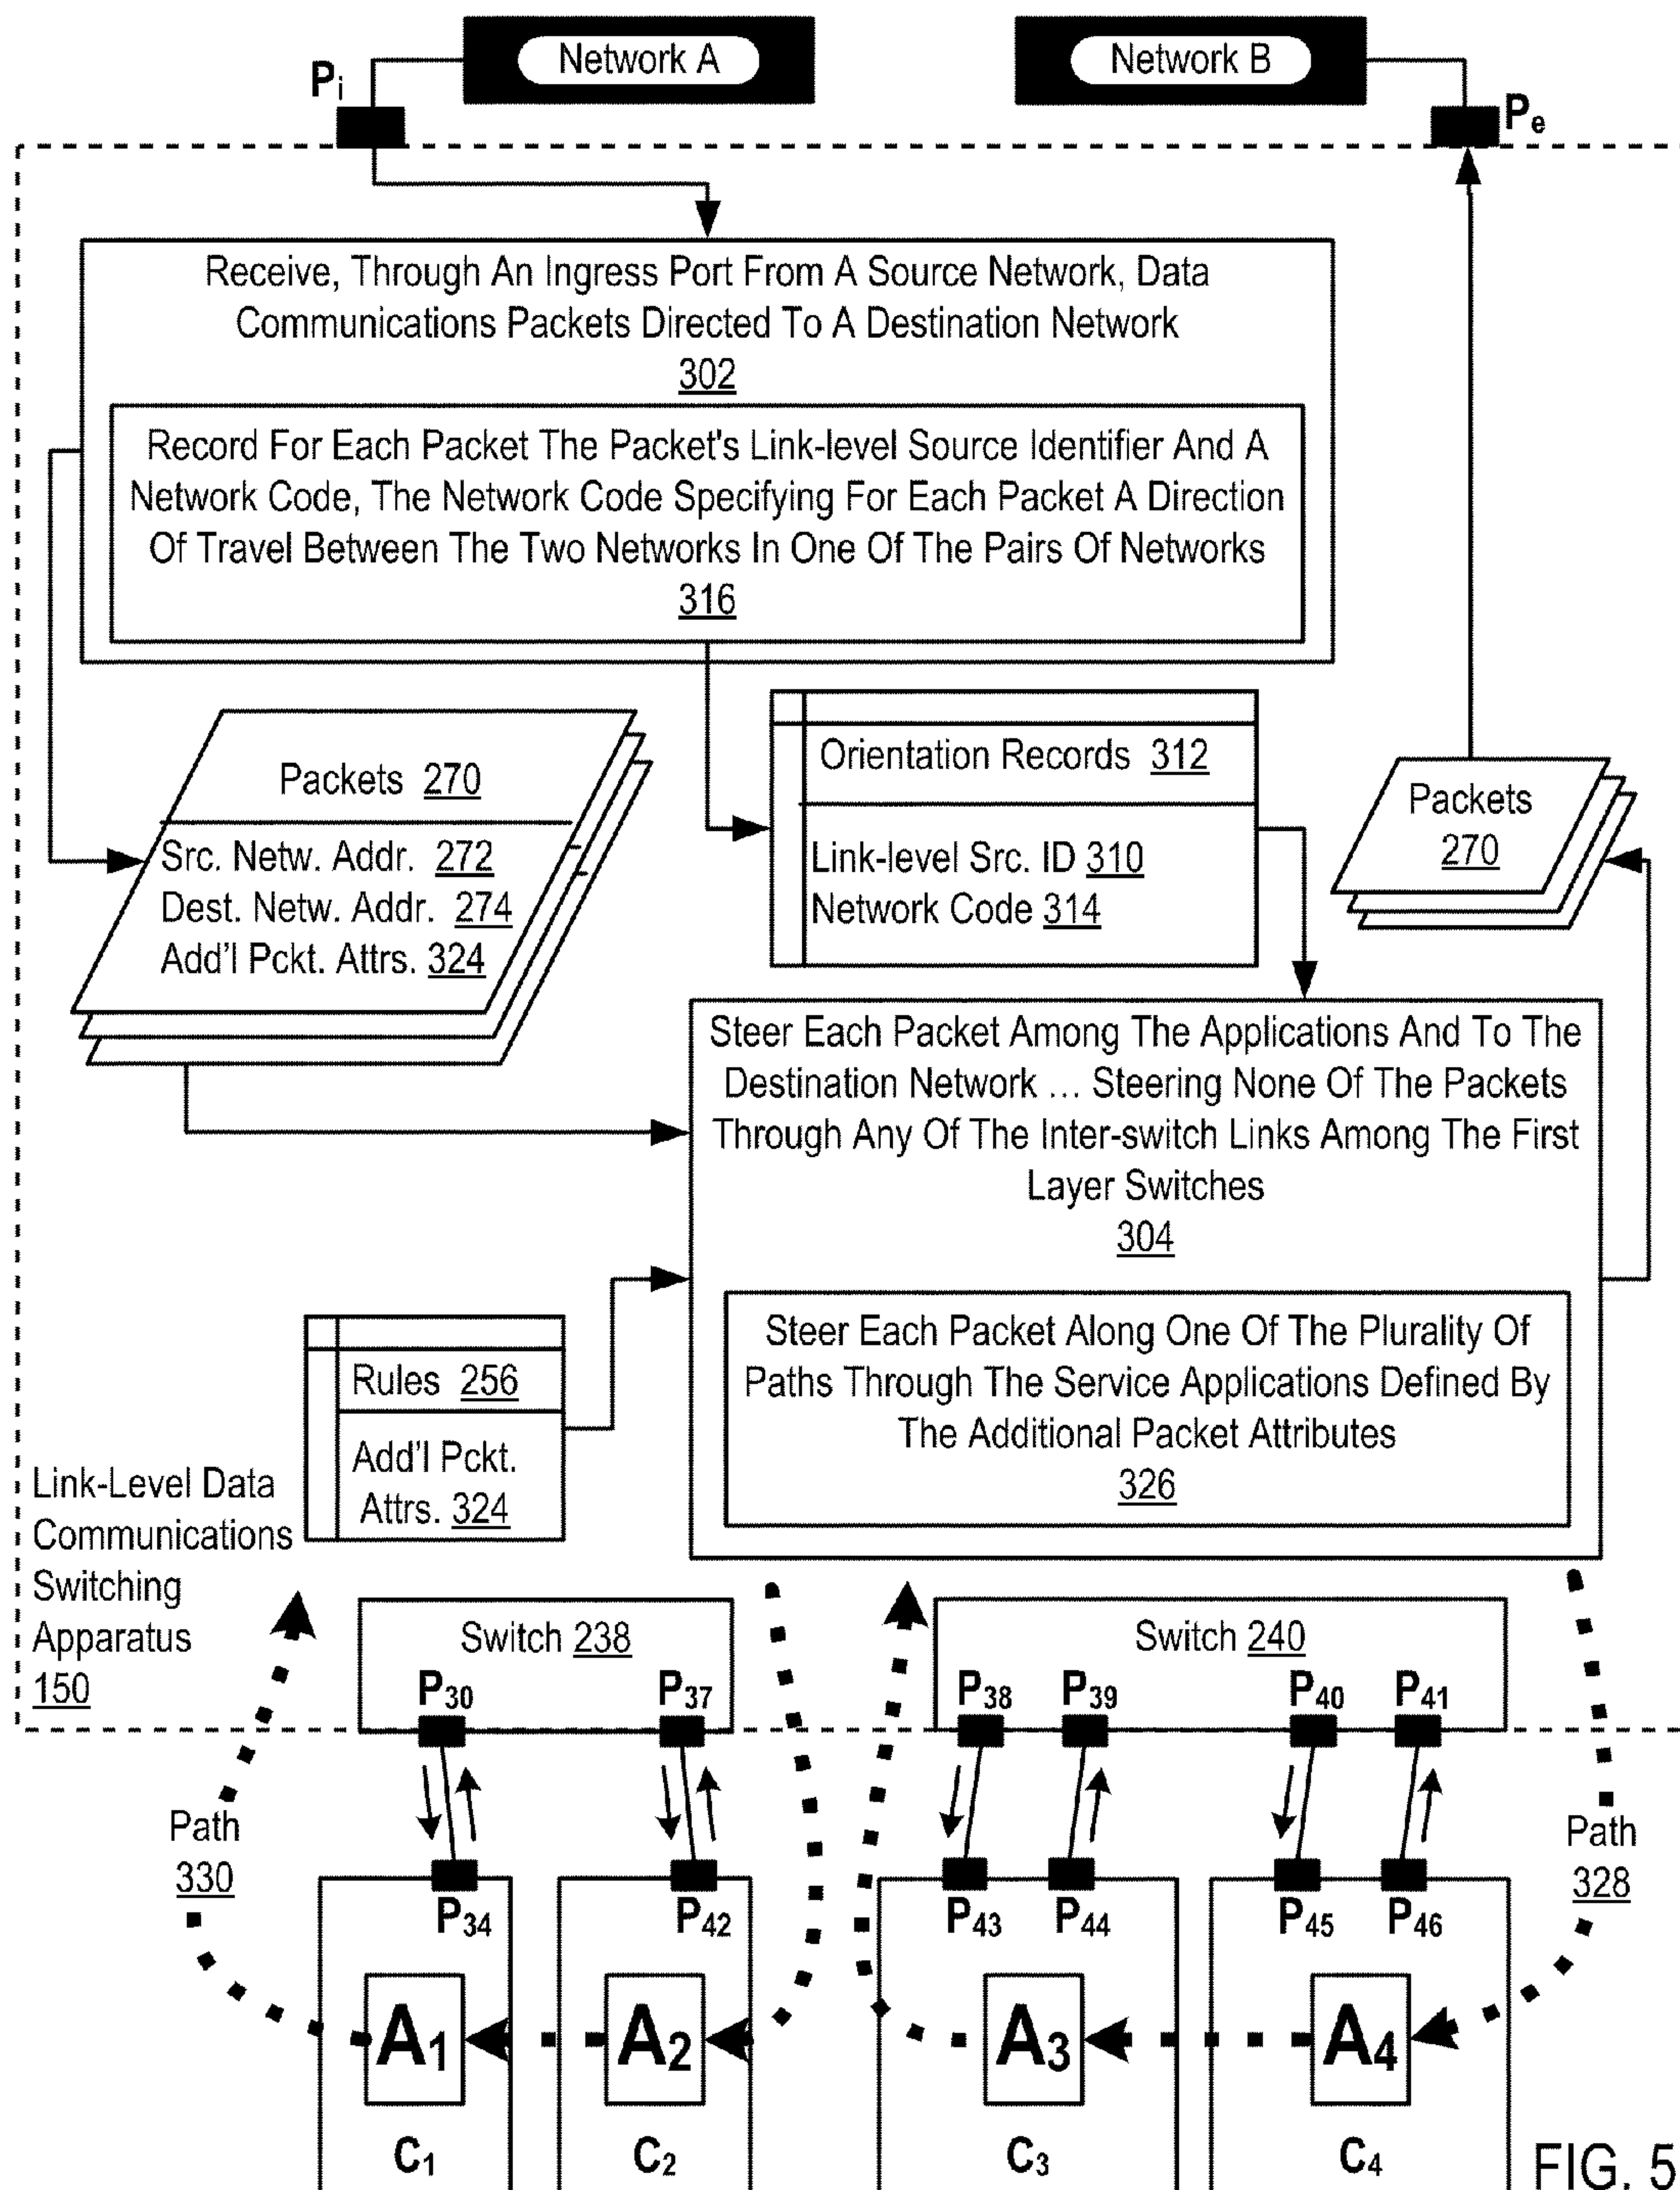 Network A
Network B
Pi
Pe
Receive, Through An Ingress Port From A Source Network, Data
Communications Packets Directed To A Destination Network
302
Record For Each Packet The Packet's Link-level Source Identifier And A
Network Code, The Network Code Specifying For Each Packet A Direction
Of Travel Between The Two Networks In One Of The Pairs Of Networks
316
Packets 270
Src. Netw. Addr. 272
Dest. Netw. Addr. 274
Add'l Pckt. Attrs. 324
Orientation Records 312
Link-level Src. ID 310
Network Code 314
Packets
270
Steer Each Packet Among The Applications And To The
Destination Network ... Steering None Of The Packets
Through Any Of The Inter-switch Links Among The First
Layer Switches
304
Steer Each Packet Along One Of The Plurality Of
Paths Through The Service Applications Defined By
The Additional Packet Attributes
326
Rules 256
Add'l Pckt.
Attrs. 324
Link-Level Data
Communications
Switching
Apparatus
150
Switch 238
P30
P37
Switch 240
P38
P39
P40
P41
Path
330
Path
328
P34
P42
P43
P44
P45
P46
A1
A2
A3
A4
C1
C2
C3
C4
FIG. 5